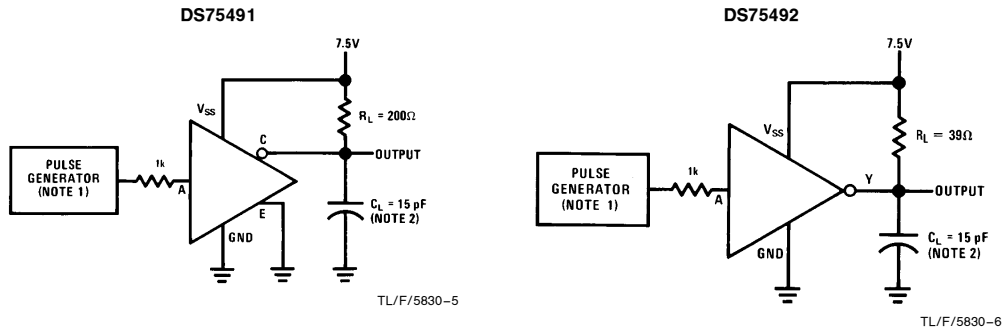 DS75491
7.5V
VSS
RL = 200Ω
C
OUTPUT
PULSE
GENERATOR
(NOTE 1)
1k
A
E
CL = 15 pF
(NOTE 2)
GND
TL/F/5830–5
DS75492
7.5V
VSS
RL = 39Ω
PULSE
GENERATOR
(NOTE 1)
1k
A
Y
OUTPUT
CL = 15 pF
(NOTE 2)
GND
TL/F/5830–6